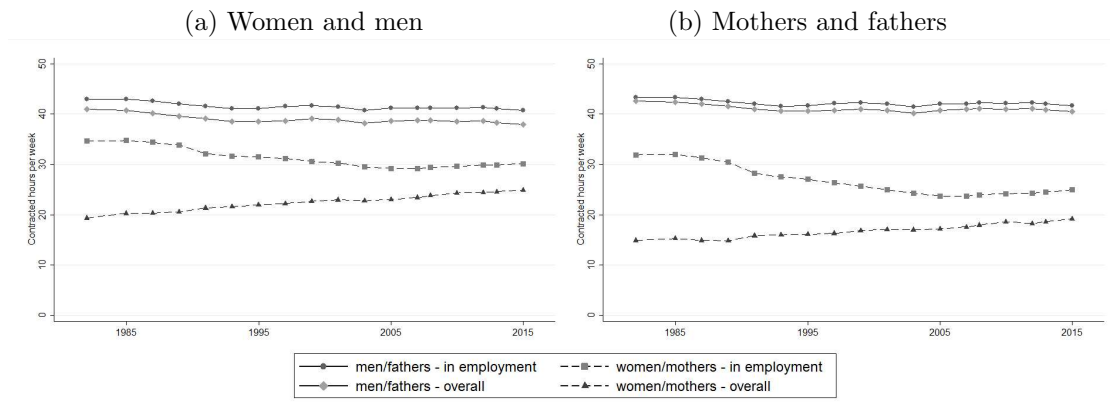 (a) Women and men
Contracted hours per week
50
40
30
20
10
0
1985
1995
2005
2015
(b) Mothers and fathers
Contracted hours per week
50
40
30
20
10
0
1985
1995
2005
2015
men/fathers - in employment
women/mothers - in employment
men/fathers - overall
women/mothers - overall